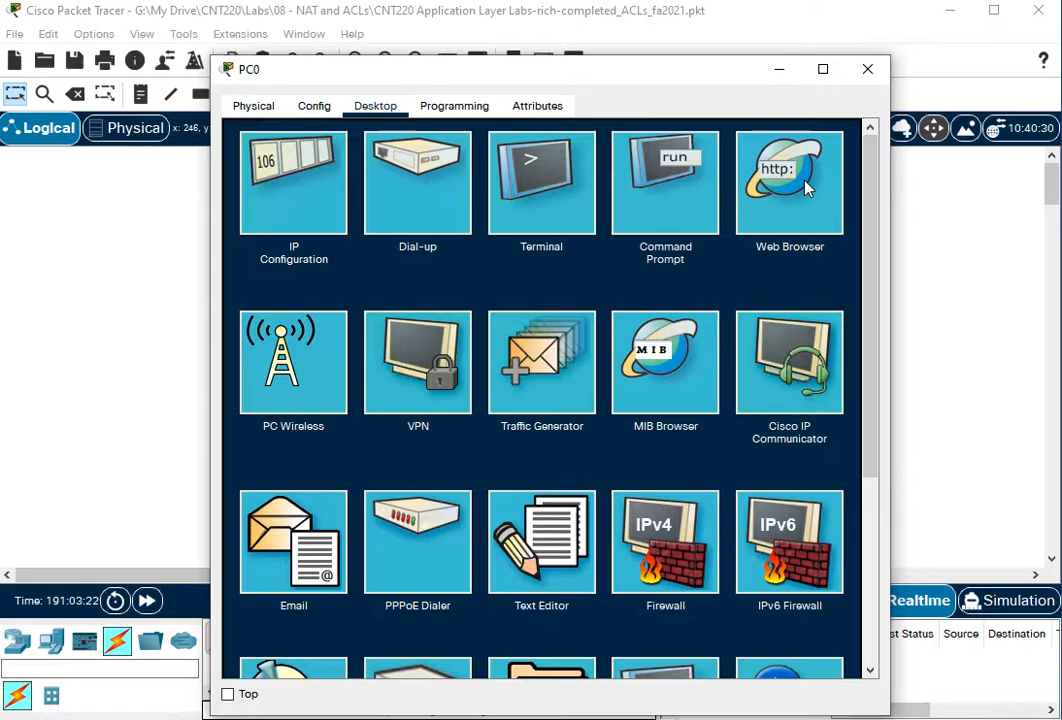 Cisco Packet Tracer - G:\My Drive\CNT220\Labs\08 - NAT and ACLs\CNT220 Application Layer Labs-rich-completed_ACLs_fa2021.pkt
File Edit Options View Tools Extensions Window Help
?
PC0
Physical Config Desktop Programming Attributes
Logical Physical x: 246, y 10:40:30
106 > run http:
IP Configuration
Dial-up
Terminal
Command Prompt
Web Browser
MIB
PC Wireless
VPN
Traffic Generator
MIB Browser
Cisco IP Communicator
@ IPv4 IPv6
Email
PPPoE Dialer
Text Editor
Firewall
IPv6 Firewall
Time: 191:03:22 Realtime Simulation
st Status Source Destination
Top